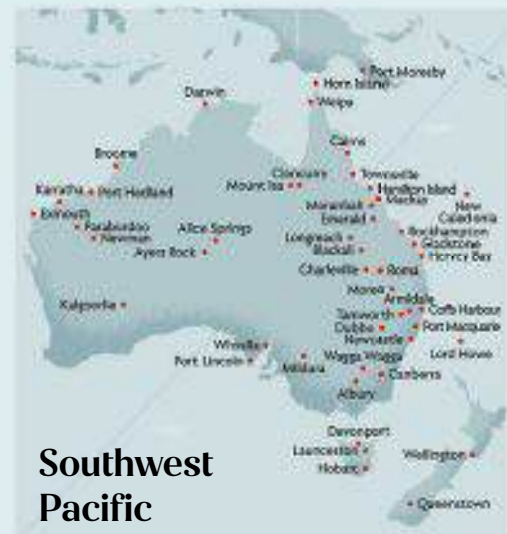 Port Moresby
Horn Island
Darwin
Weipa
Cairns
Broome
Cloncurry
Townsville
Mount Isa
Hamilton Island
Karratha
Port Hedland
Mackay
Moranbah
New
Caledonia
Exmouth
Emerald
Paraburdoo
Rockhampton
Newman
Alice Springs
Longreach
Gladstone
Ayers Rock
Blackall
Hervey Bay
Charleville
Roma
Moree
Armidale
Kalgoorlie
Tamworth
Coffs Harbour
Dubbo
Port Macquarie
Newcastle
Whyalla
Lord Howe
Port Lincoln
Wagga Wagga
Mildura
Canberra
Albury
Devonport
Launceston
Wellington
Hobart
Southwest
Pacific
Queenstown